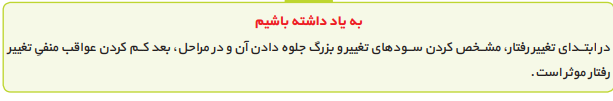 به یاد داشته باشیم
در ابتدای تغییر رفتار، مشخص کردن سودهای تغییر و بزرگ جلوه دادن آن و در مراحل، بعد کم کردن عواقب منفیِ تغییر
رفتار موثر است.